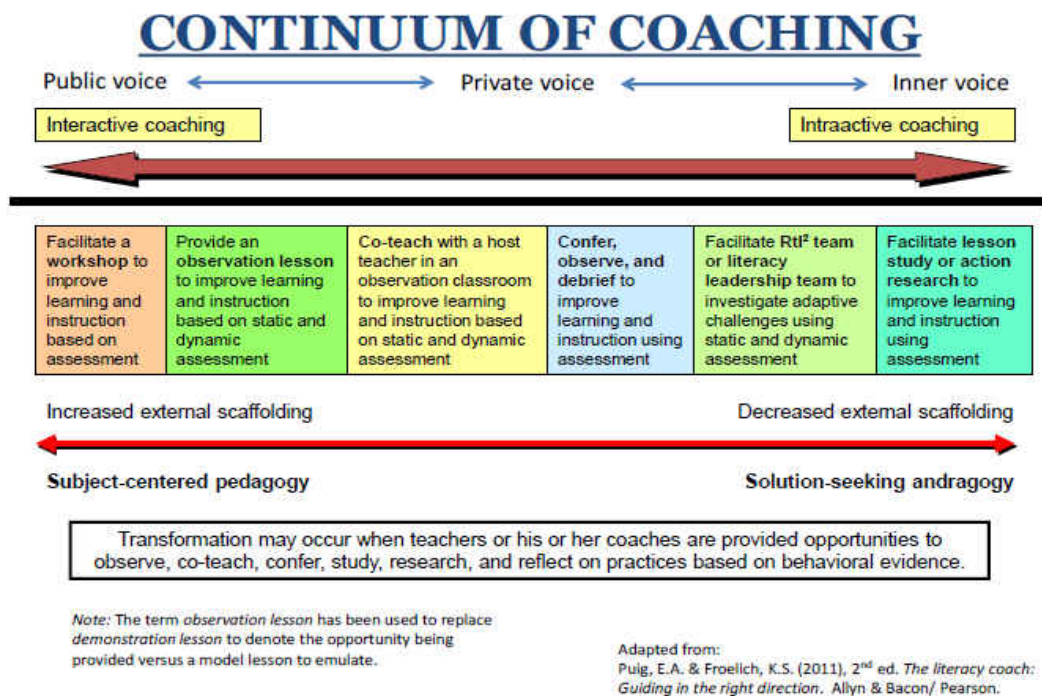 CONTINUUM OF COACHING
Public voice Private voice Inner voice
Interactive coaching Intraactive coaching
Facilitate a
workshop to
improve
learning and
instruction
based on
assessment
Provide an
observation lesson
to improve learning
and instruction
based on static and
dynamic
assessment
Co-teach with a host
teacher in an
observation classroom
to improve learning
and instruction based
on static and dynamic
assessment
Confer,
observe, and
debrief to
improve
learning and
instruction using
assessment
Facilitate RtI² team
or literacy
leadership team to
investigate adaptive
challenges using
static and dynamic
assessment
Facilitate lesson
study or action
research to
improve learning
and instruction
using
assessment
Increased external scaffolding Decreased external scaffolding
Subject-centered pedagogy Solution-seeking andragogy
Transformation may occur when teachers or his or her coaches are provided opportunities to
observe, co-teach, confer, study, research, and reflect on practices based on behavioral evidence.
Note: The term observation lesson has been used to replace
demonstration lesson to denote the opportunity being
provided versus a model lesson to emulate.
Adapted from:
Puig, E.A. & Froelich, K.S. (2011), 2nd ed. The literacy coach:
Guiding in the right direction. Allyn & Bacon/ Pearson.